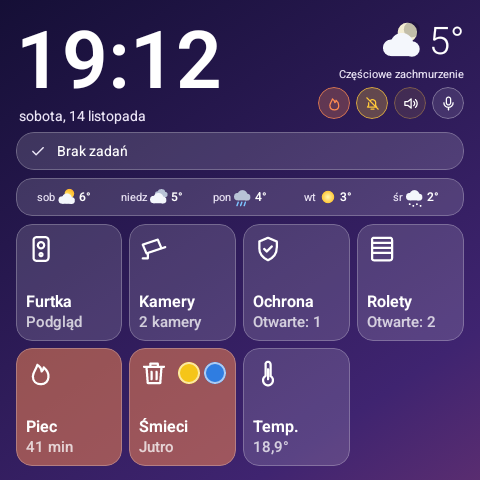 19:12
5°
Częściowe zachmurzenie
sobota, 14 listopada
Brak zadań
sob 6° niedz 5° pon 4° wt 3° śr 2°
Furtka
Podgląd
Kamery
2 kamery
Ochrona
Otwarte: 1
Rolety
Otwarte: 2
Piec
41 min
Śmieci
Jutro
Temp.
18,9°